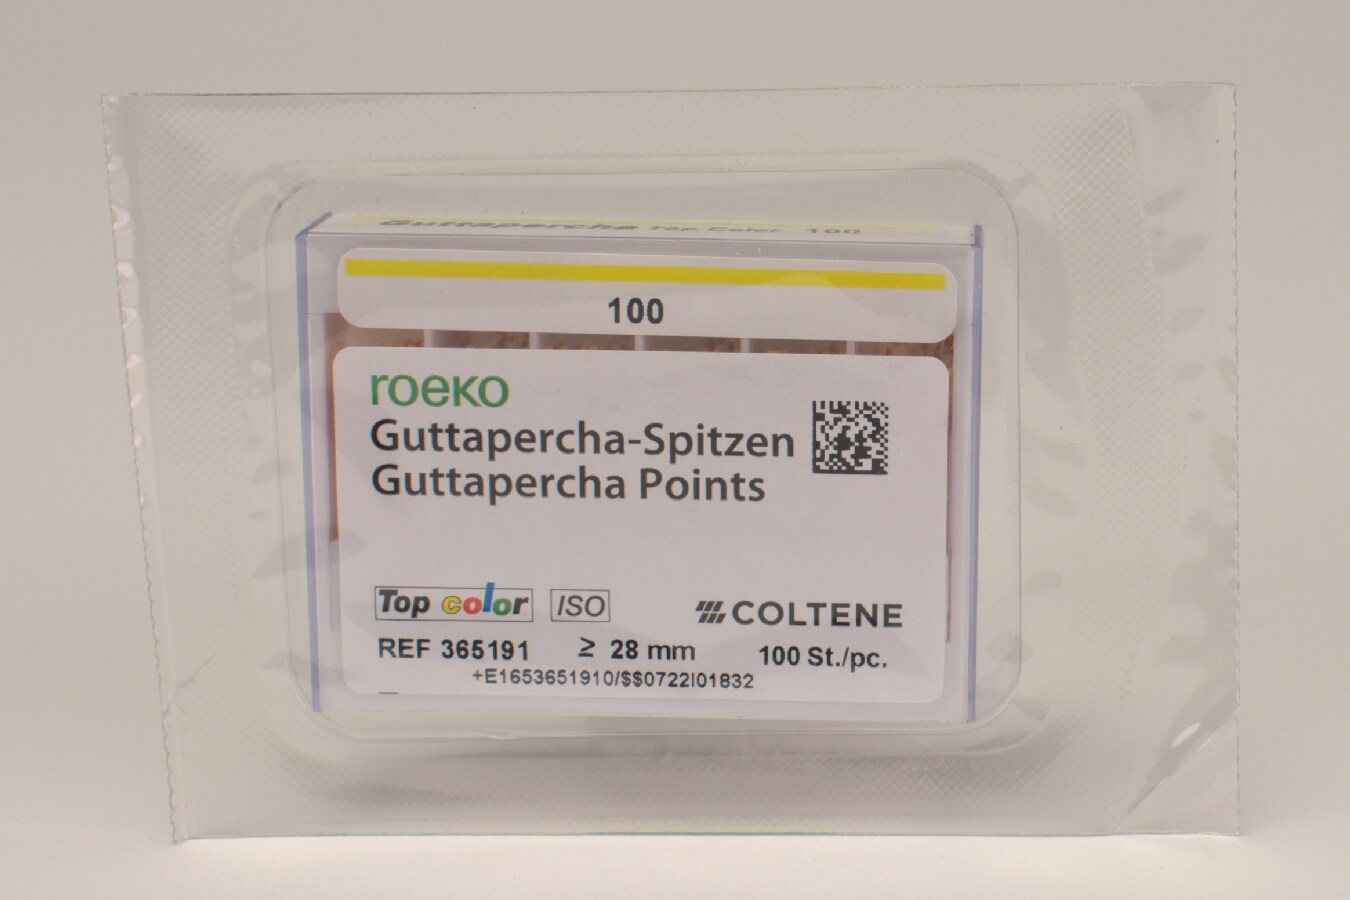 Guttapercha Top Color 100
100
roeko
Guttapercha-Spitzen
Guttapercha Points
Top color ISO COLTENE
REF 365191 ≥ 28 mm 100 St./pc.
+E1653651910/$$0722I01832